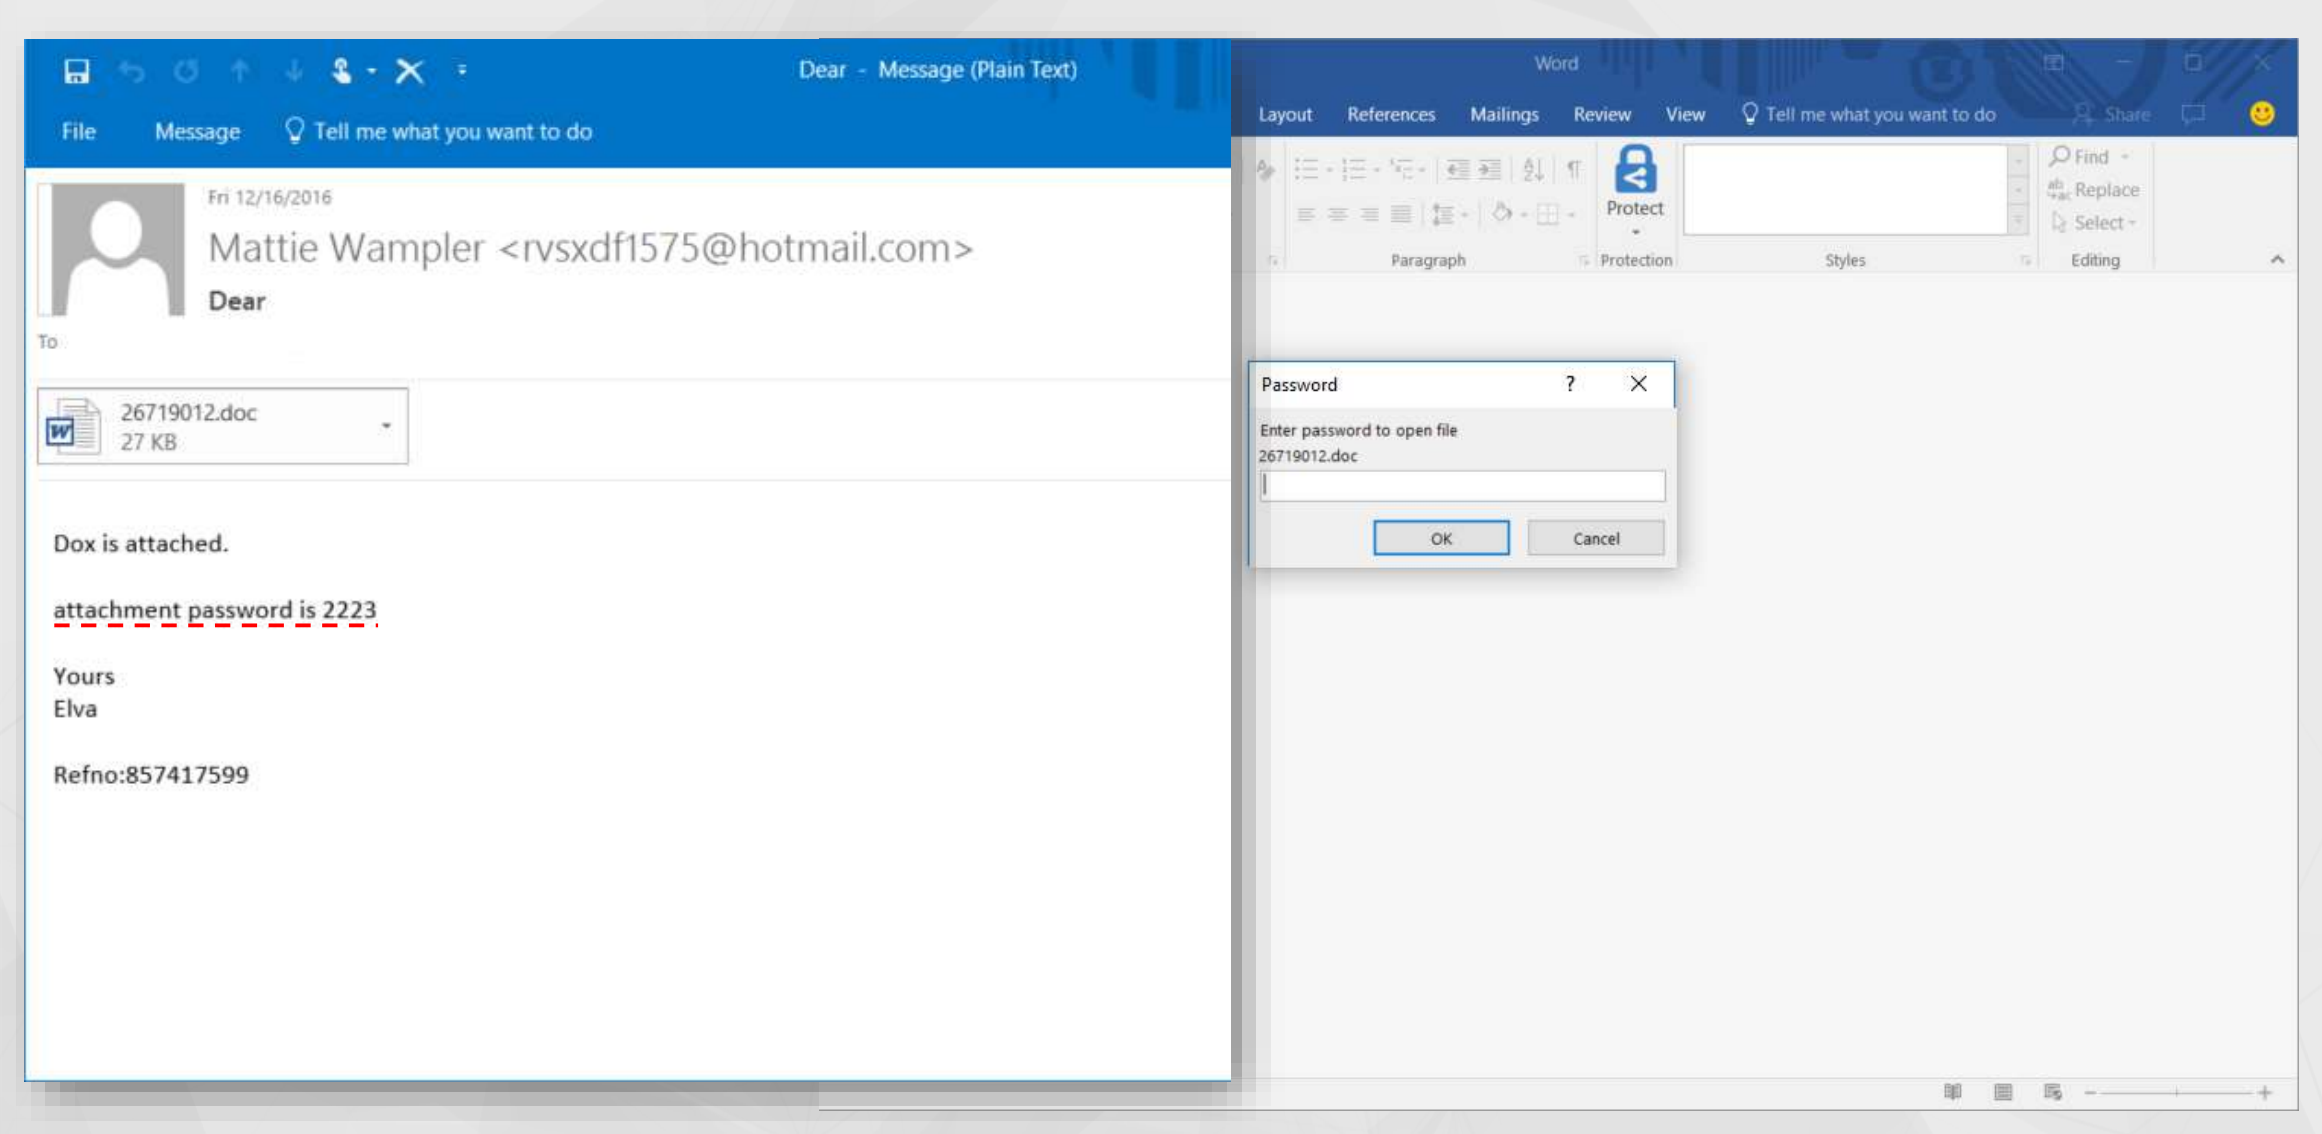 Dear - Message (Plain Text)
File Message Tell me what you want to do
Fri 12/16/2016
Mattie Wampler <rvsxdf1575@hotmail.com>
Dear
To
26719012.doc
27 KB
Dox is attached.
attachment password is 2223
Yours
Elva
Refno:857417599
Word
Layout References Mailings Review View Tell me what you want to do Share
Find
Replace
Select
Protect
Paragraph Protection Styles Editing
Password
Enter password to open file
26719012.doc
OK Cancel